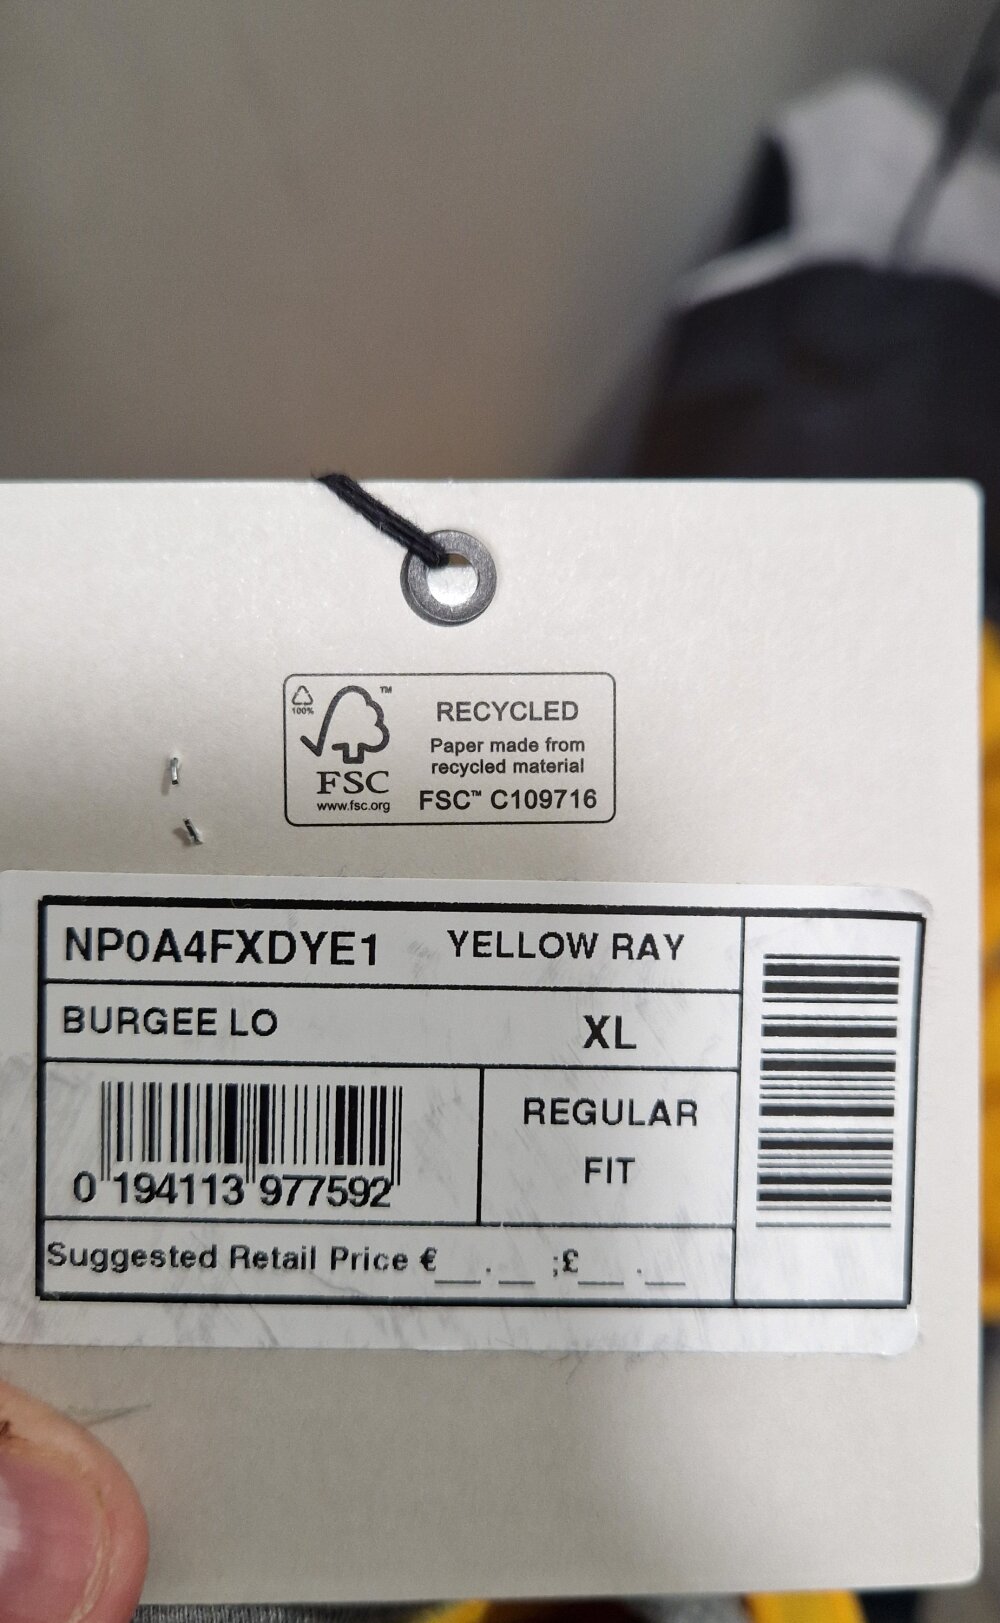 100%
™
FSC
www.fsc.org
RECYCLED
Paper made from
recycled material
FSC™ C109716
NP0A4FXDYE1 YELLOW RAY
BURGEE LO XL
REGULAR
FIT
0 194113 977592
Suggested Retail Price €__.__ ;£__.__